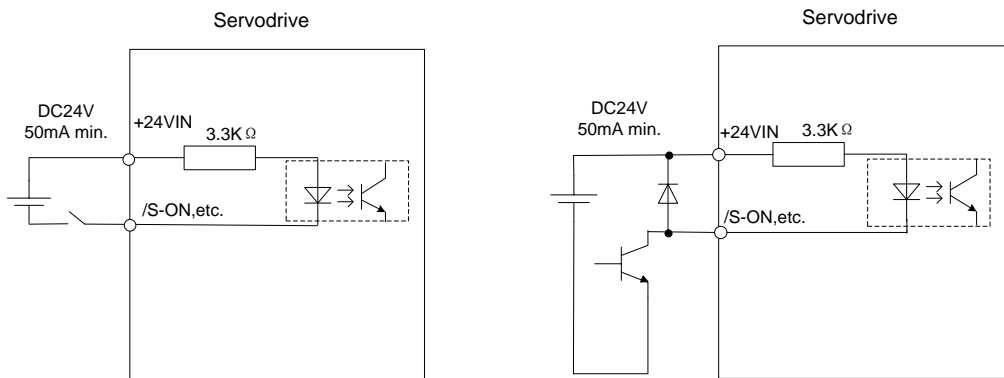 Servodrive
DC24V
50mA min.
+24VIN
3.3KΩ
/S-ON,etc.
Servodrive
DC24V
50mA min.
+24VIN
3.3KΩ
/S-ON,etc.